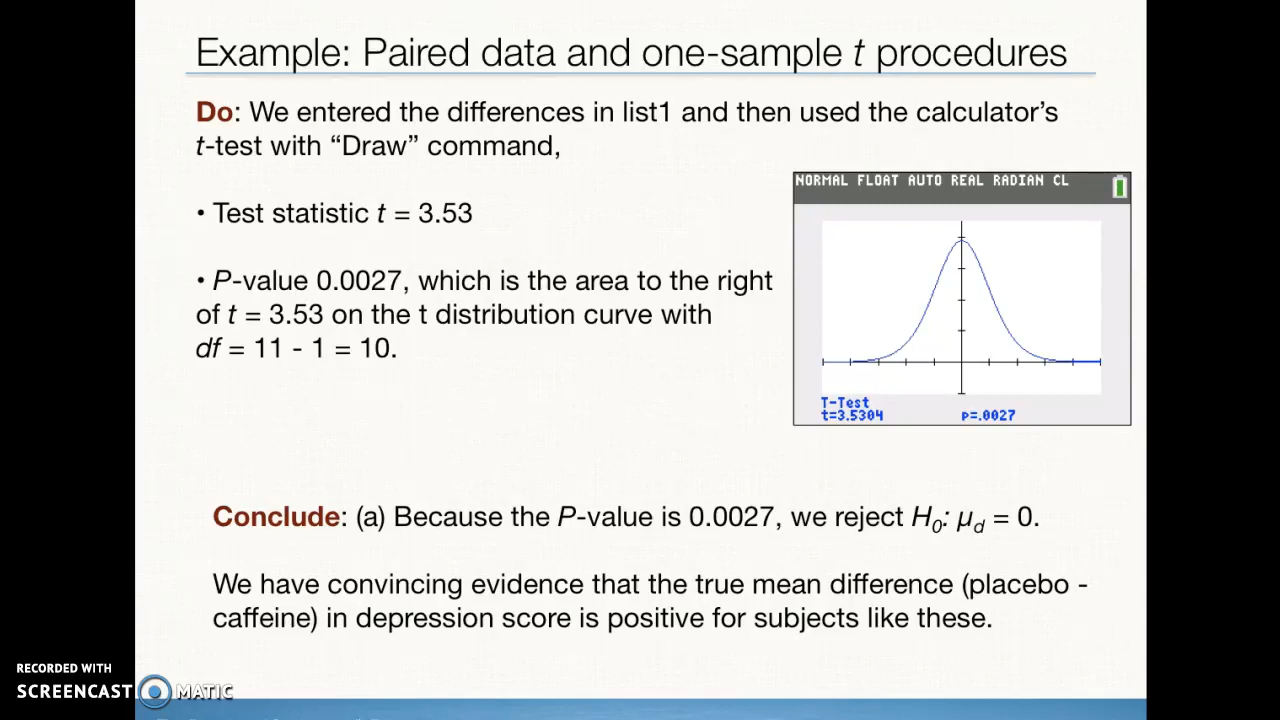 Example: Paired data and one-sample t procedures
Do: We entered the differences in list1 and then used the calculator's
t-test with “Draw” command,
• Test statistic t = 3.53
• P-value 0.0027, which is the area to the right
of t = 3.53 on the t distribution curve with
df = 11 - 1 = 10.
NORMAL FLOAT AUTO REAL RADIAN CL
T-Test
t=3.5304 p=.0027
Conclude: (a) Because the P-value is 0.0027, we reject H0: μd = 0.
We have convincing evidence that the true mean difference (placebo -
caffeine) in depression score is positive for subjects like these.
RECORDED WITH
SCREENCAST MATIC